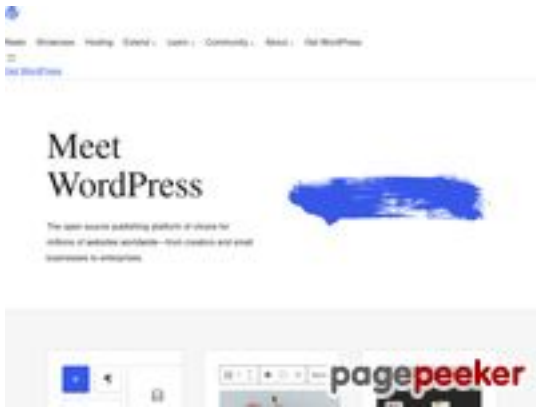 News Showcase Hosting Extend Learn Community About Get WordPress
Get WordPress
Meet
WordPress
The open source publishing platform of choice for
millions of websites worldwide—from creators and small
businesses to enterprises.
pagepeeker